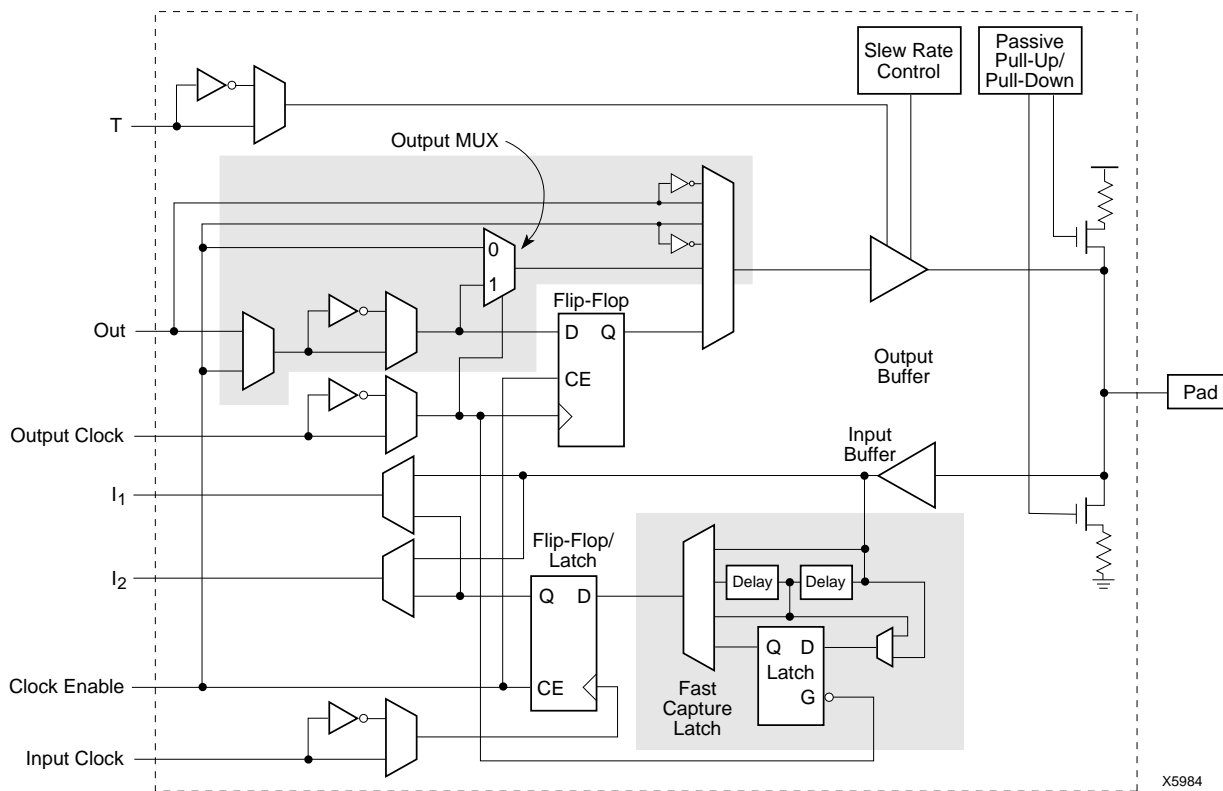 Slew Rate
Control
Passive
Pull-Up/
Pull-Down
T
Output MUX
0
1
Flip-Flop
D
Q
CE
Out
Output
Buffer
Pad
Output Clock
Input
Buffer
I1
Flip-Flop/
Latch
I2
Q
D
CE
Delay
Delay
Q
D
Latch
G
Fast
Capture
Latch
Clock Enable
Input Clock
X5984